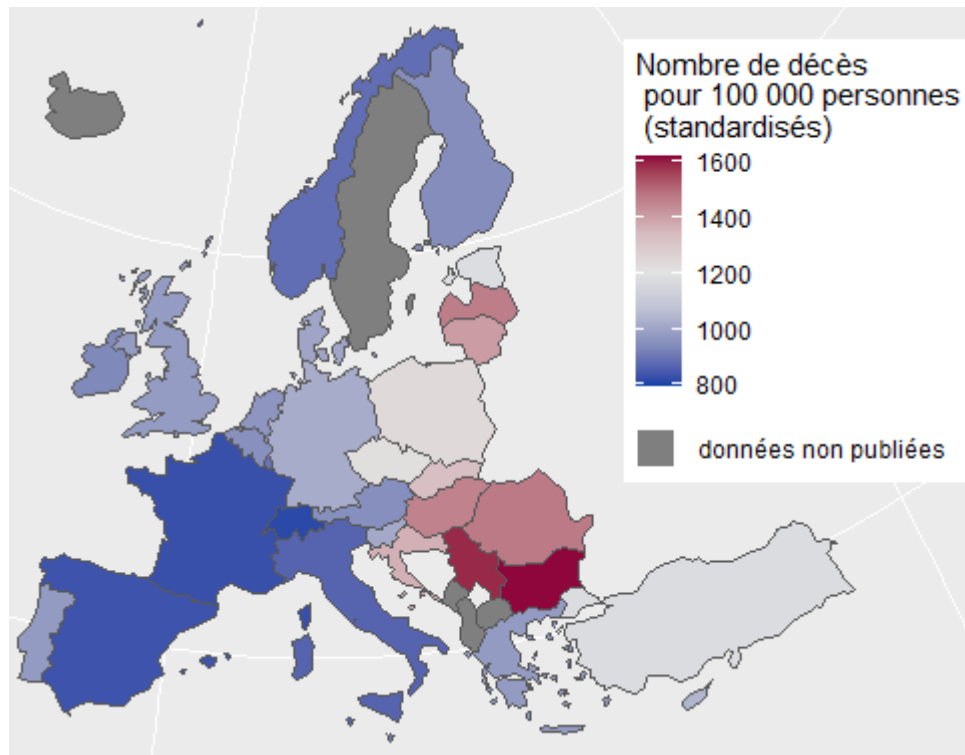 Nombre de décès
pour 100 000 personnes
(standardisés)
1600
1400
1200
1000
800
données non publiées